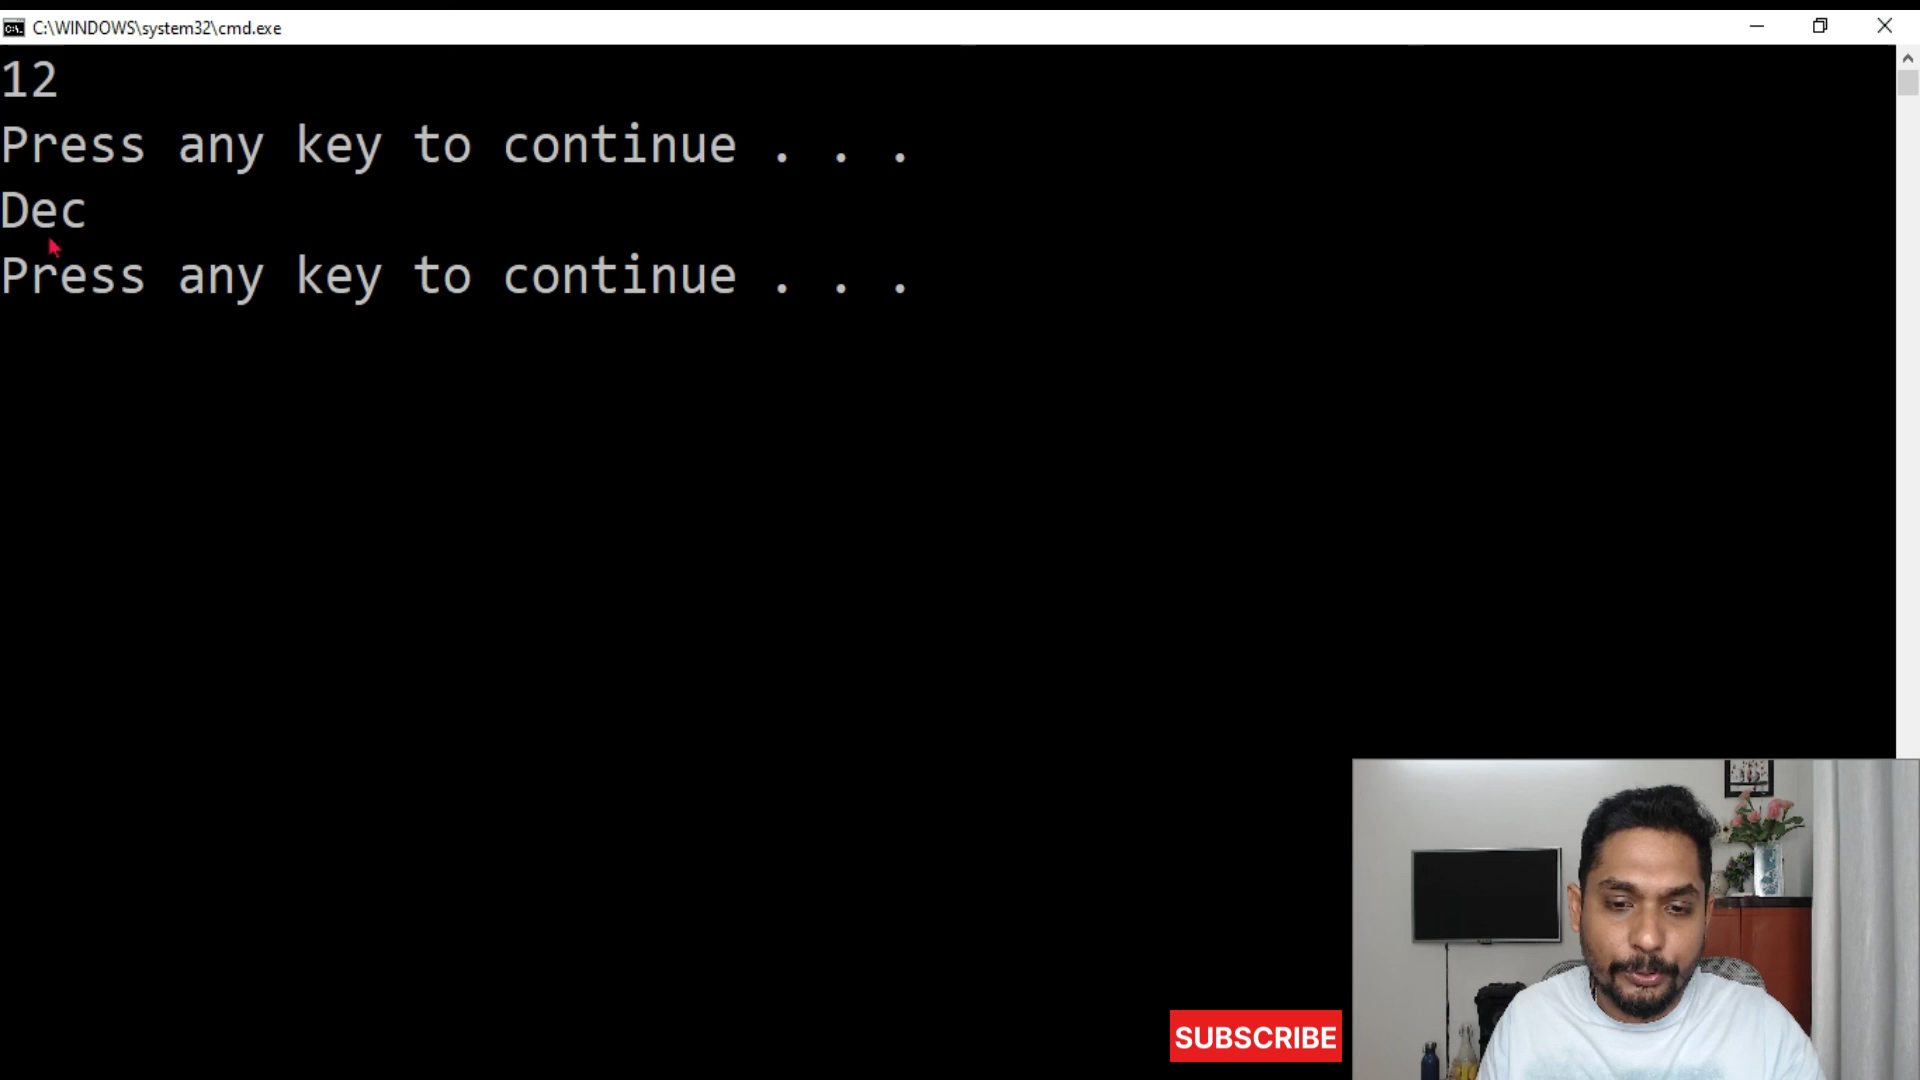 C:\WINDOWS\system32\cmd.exe
12
Press any key to continue . . .
Dec
Press any key to continue . . .
SUBSCRIBE